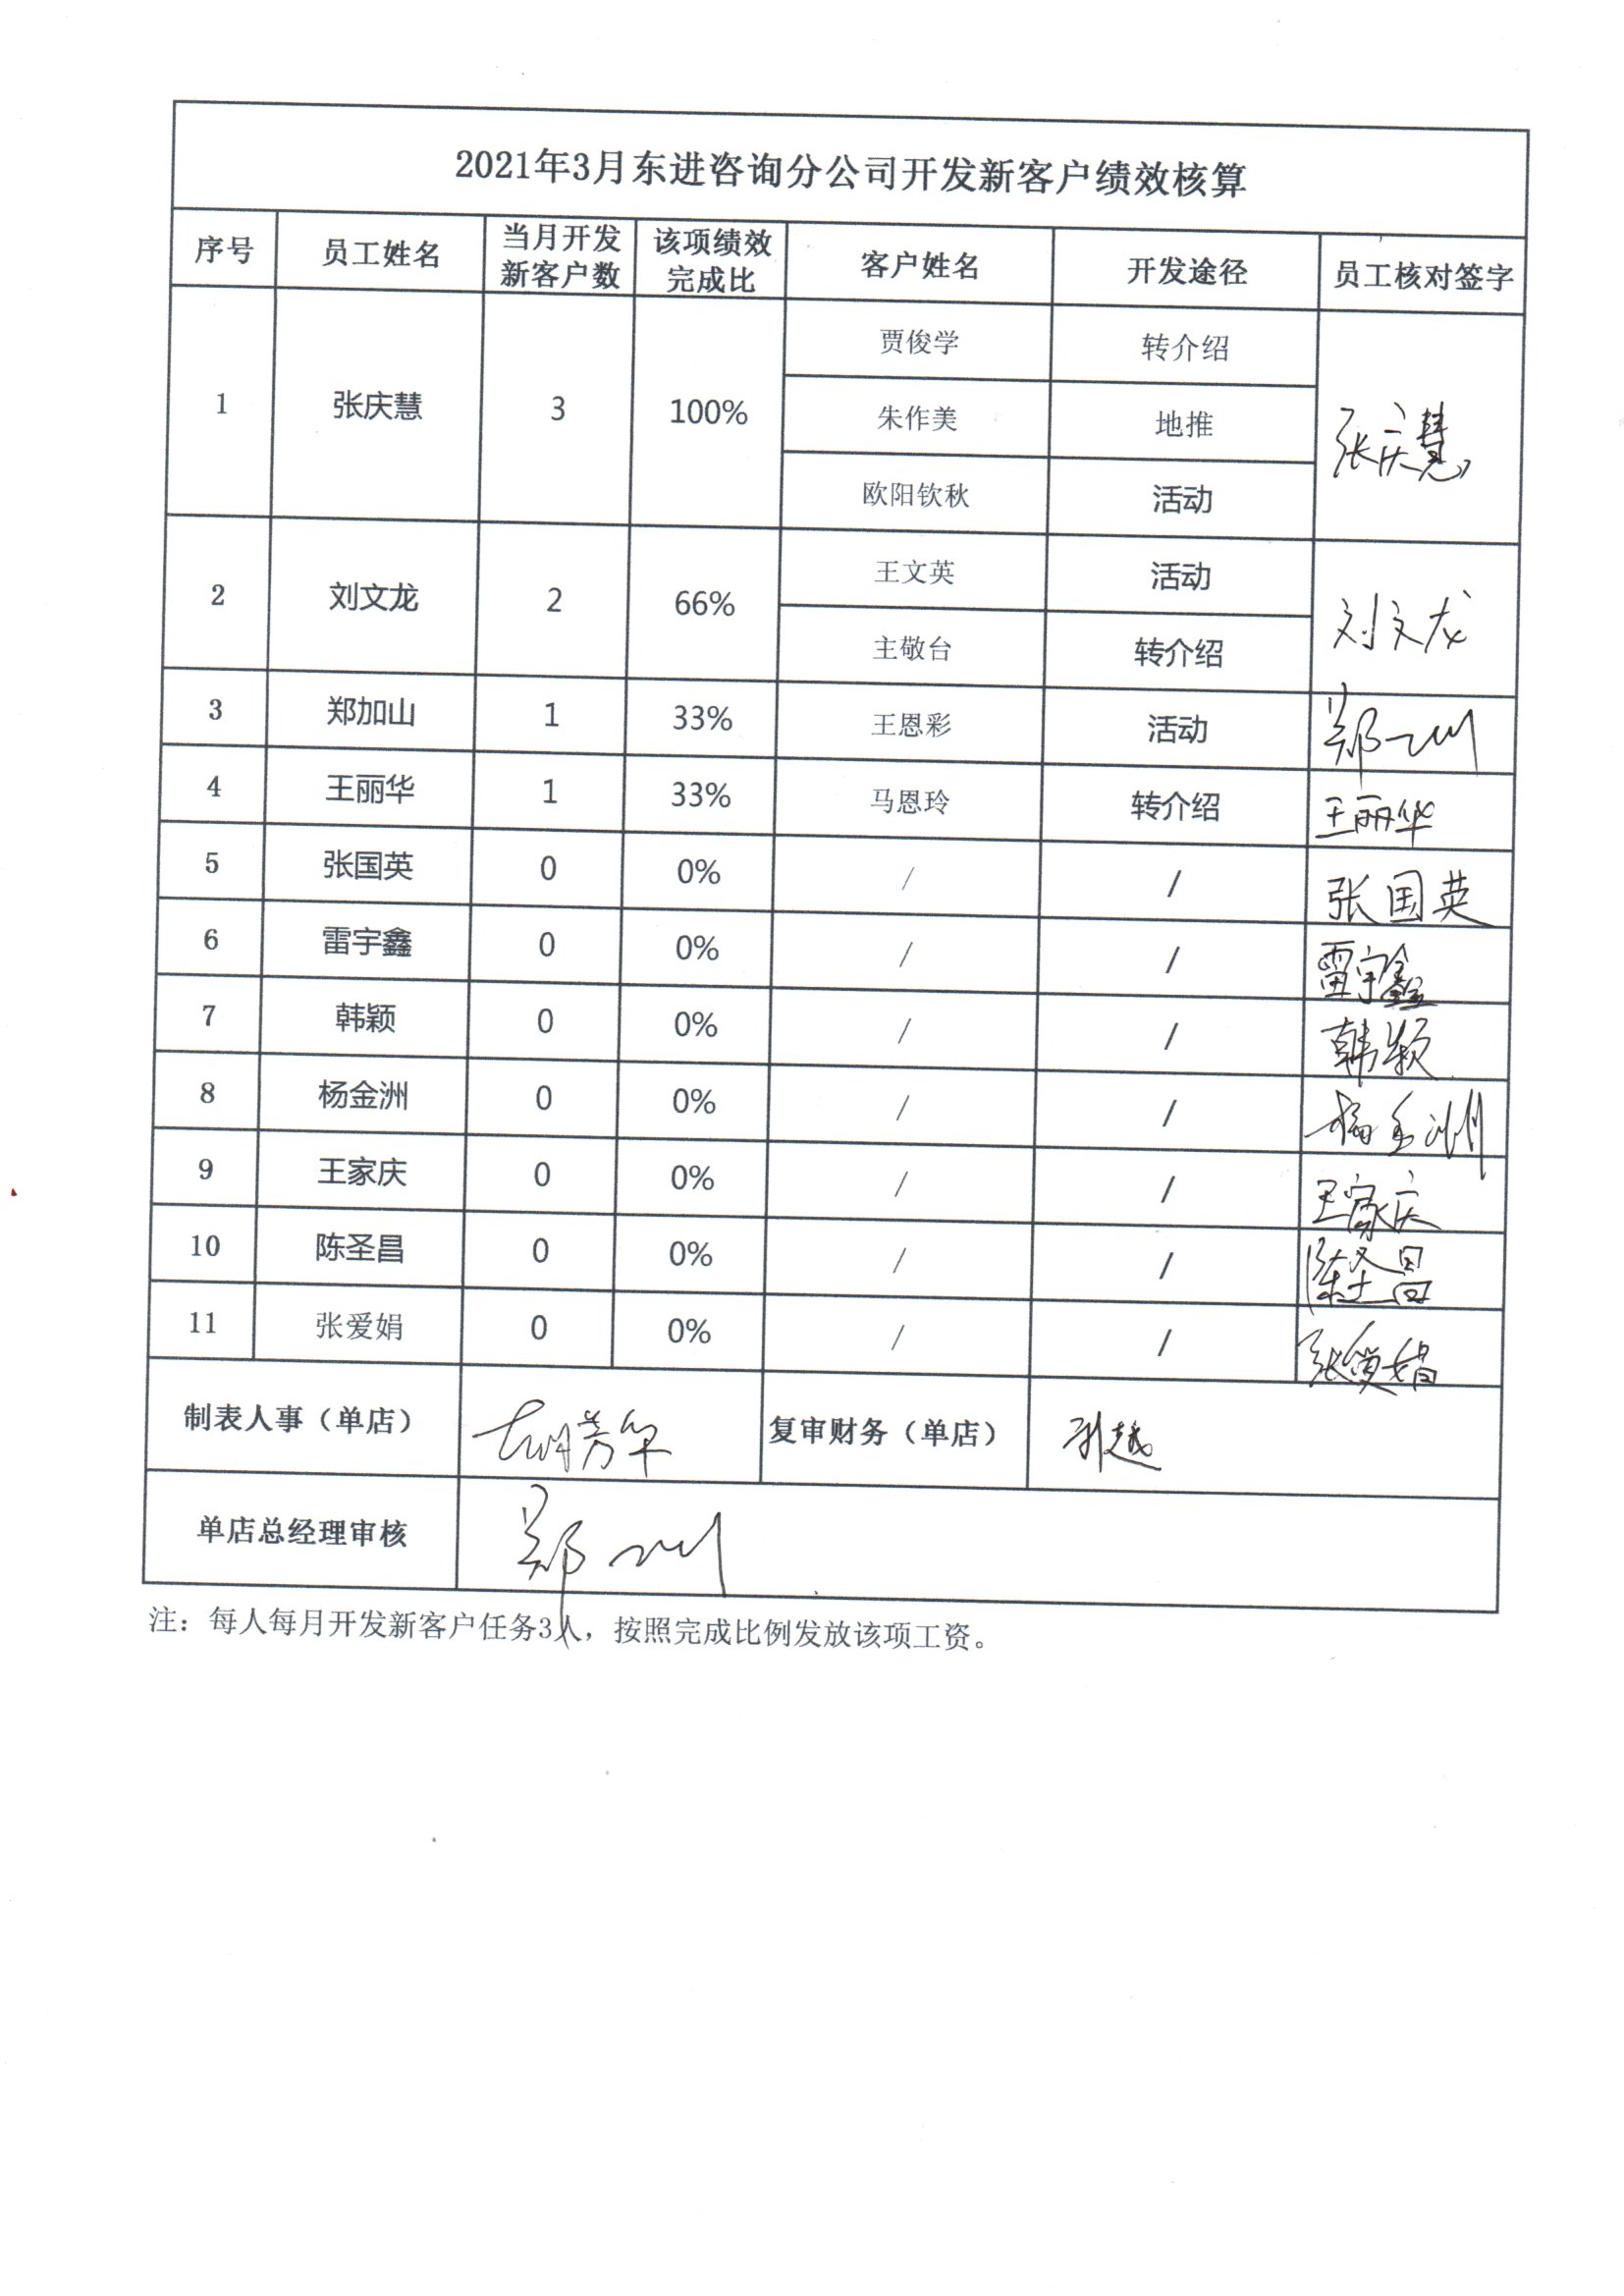 2021年3月东进咨询分公司开发新客户绩效核算
序号 员工姓名 当月开发新客户数 该项绩效完成比 客户姓名 开发途径 员工核对签字
1 张庆慧 3 100% 贾俊学 转介绍 张庆慧
朱作美 地推
欧阳钦秋 活动
2 刘文龙 2 66% 王文英 活动 刘文龙
主敬台 转介绍
3 郑加山 1 33% 王恩彩 活动 郑加山
4 王丽华 1 33% 马恩玲 转介绍 王丽华
5 张国英 0 0% / / 张国英
6 雷宇鑫 0 0% / / 雷宇鑫
7 韩颖 0 0% / / 韩颖
8 杨金洲 0 0% / / 杨金洲
9 王家庆 0 0% / / 王家庆
10 陈圣昌 0 0% / / 陈圣昌
11 张爱娟 0 0% / / 张爱娟
制表人事（单店） 胡芳华 复审财务（单店）
单店总经理审核 郑加山
注：每人每月开发新客户任务3人，按照完成比例发放该项工资。